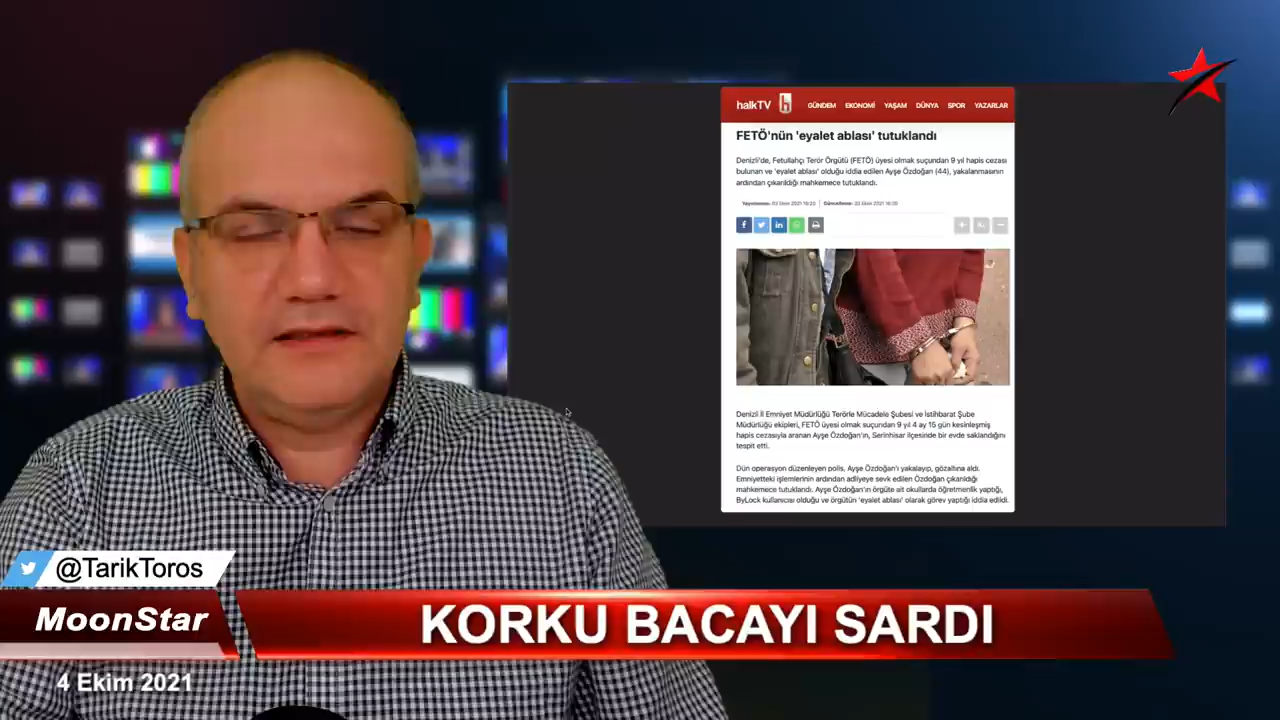 halkTV
GÜNDEM EKONOMİ YAŞAM DÜNYA SPOR YAZARLAR
FETÖ'nün 'eyalet ablası' tutuklandı
Denizli'de, Fetullahçı Terör Örgütü (FETÖ) üyesi olmak suçundan 9 yıl hapis cezası
bulunan ve 'eyalet ablası' olduğu iddia edilen Ayşe Özdoğan (44), yakalanmasının
ardından çıkarıldığı mahkemece tutuklandı.
Denizli İl Emniyet Müdürlüğü Terörle Mücadele Şubesi ve İstihbarat Şube
Müdürlüğü ekipleri, FETÖ üyesi olmak suçundan 9 yıl 4 ay 15 gün kesinleşmiş
hapis cezasıyla aranan Ayşe Özdoğan'ın, Serinhisar ilçesinde bir evde saklandığını
tespit etti.
Dün operasyon düzenleyen polis, Ayşe Özdoğan'ı yakalayıp, gözaltına aldı.
Emniyetteki işlemlerinin ardından adliyeye sevk edilen Özdoğan çıkarıldığı
mahkemece tutuklandı. Ayşe Özdoğan'ın örgüte ait okullarda öğretmenlik yaptığı,
ByLock kullanıcısı olduğu ve örgütün 'eyalet ablası' olarak görev yaptığı iddia edildi.
@TarikToros
MoonStar
KORKU BACAYI SARDI
4 Ekim 2021